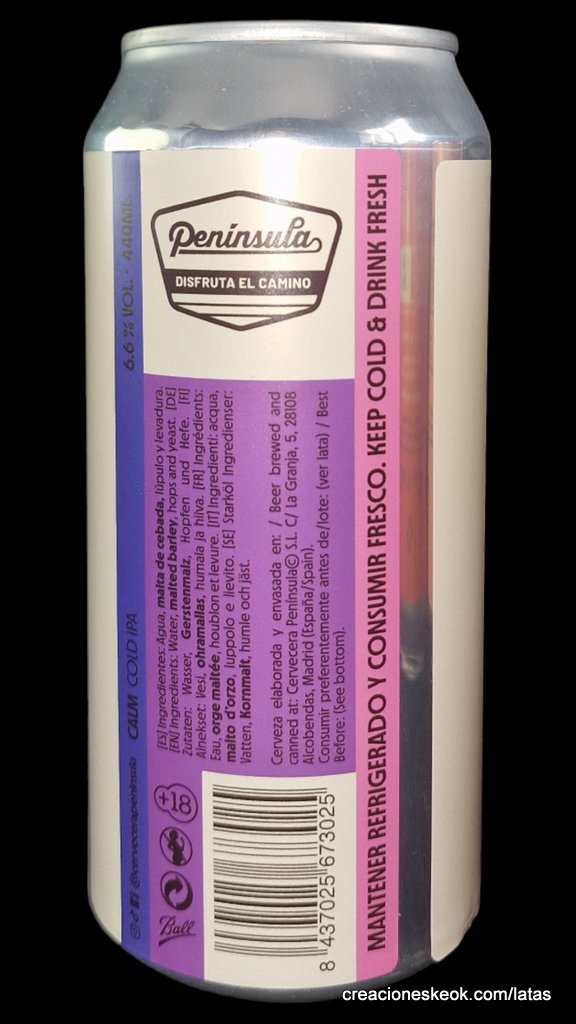 Península
DISFRUTA EL CAMINO
6.6 % VOL. · 440ML.
CALM COLD IPA
@cervecerapeninsula
[ES] Ingredientes: Agua, malta de cebada, lúpulo y levadura.
[EN] Ingredients: Water, malted barley, hops and yeast. [DE]
Zutaten: Wasser, Gerstenmalz, Hopfen und Hefe. [FI]
Ainekset: Vesi, ohramallas, humala ja hiiva. [FR] Ingrédients:
Eau, orge maltée, houblon et levure. [IT] Ingredienti: acqua,
malto d'orzo, luppolo e lievito. [SE] Starköl Ingredienser:
Vatten, Kornmalt, humle och jäst.
Cerveza elaborada y envasada en: / Beer brewed and
canned at: Cervecera Península© S.L. C/ La Granja, 5, 28108
Alcobendas, Madrid (España/Spain).
Consumir preferentemente antes de/lote: (ver lata) / Best
Before: (See bottom).
+18
Ball
8 437025 673025
MANTENER REFRIGERADO Y CONSUMIR FRESCO. KEEP COLD & DRINK FRESH
creacioneskeok.com/latas